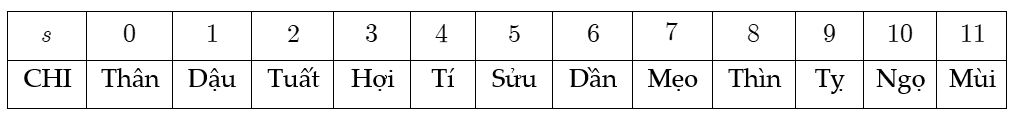 s 0 1 2 3 4 5 6 7 8 9 10 11
CHI Thân Dậu Tuất Hợi Tí Sửu Dần Mẹo Thìn Tỵ Ngọ Mùi